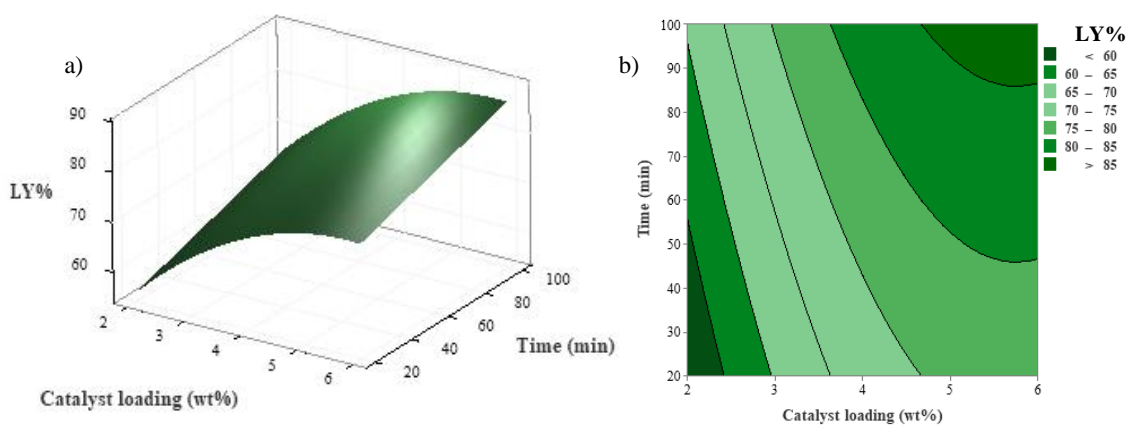 a)
90
80
70
60
LY%
2
3
4
5
6
Catalyst loading (wt%)
20
40
60
80
100
Time (min)
b)
100
90
80
70
60
50
40
30
20
Time (min)
2
3
4
5
6
Catalyst loading (wt%)
LY%
< 60
60 – 65
65 – 70
70 – 75
75 – 80
80 – 85
> 85